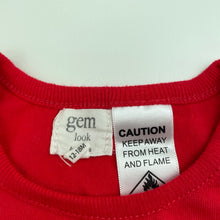 gem
look
12-18M
CAUTION
KEEP AWAY
FROM HEAT
AND FLAME